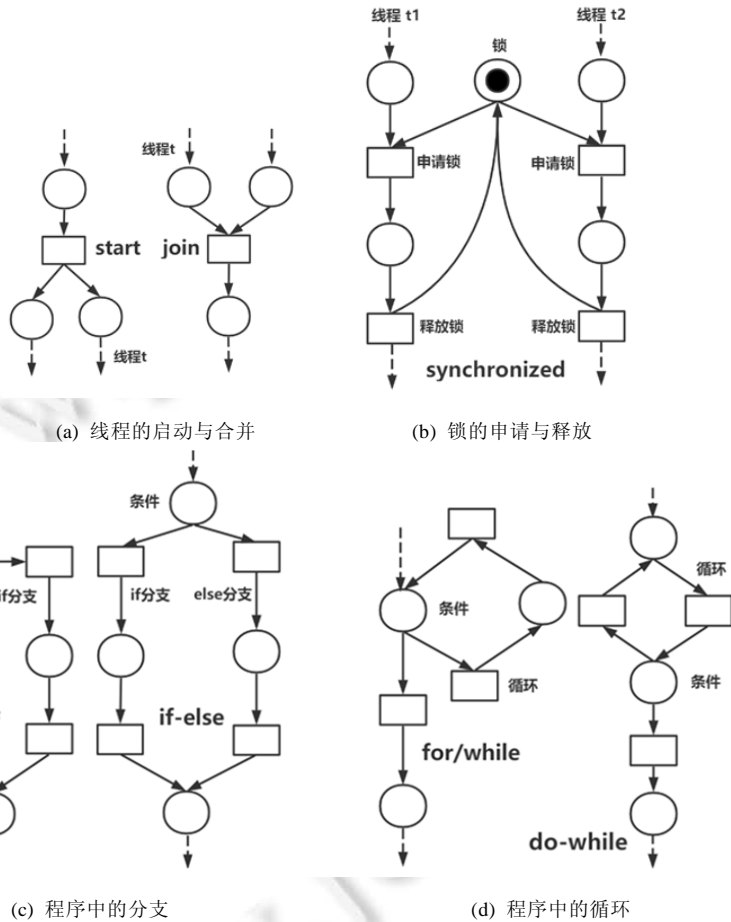 线程 t1
线程 t2
锁
线程t
申请锁
申请锁
start
join
线程t
释放锁
释放锁
synchronized
(a) 线程的启动与合并
(b) 锁的申请与释放
条件
if分支
if分支
else分支
if-else
条件
循环
for/while
循环
条件
do-while
(c) 程序中的分支
(d) 程序中的循环